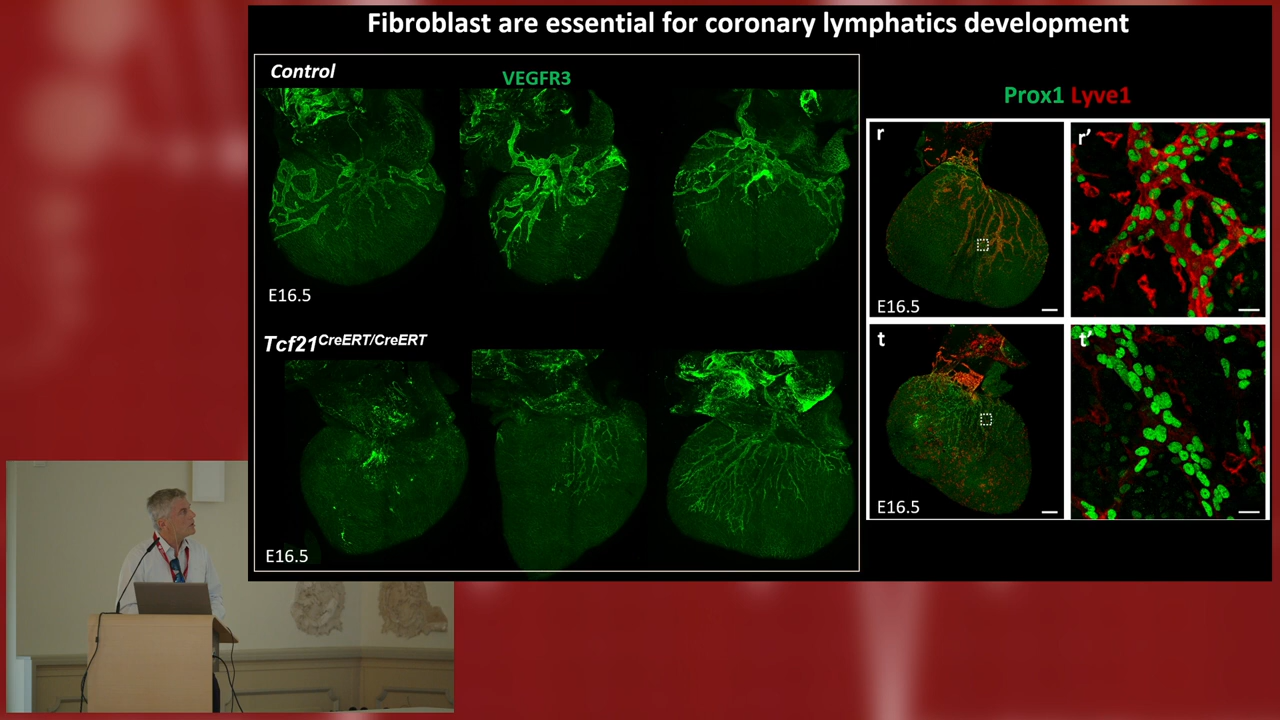 Fibroblast are essential for coronary lymphatics development
Control
VEGFR3
E16.5
Tcf21CreERT/CreERT
E16.5
Prox1 Lyve1
r
r’
E16.5
t
t’
E16.5